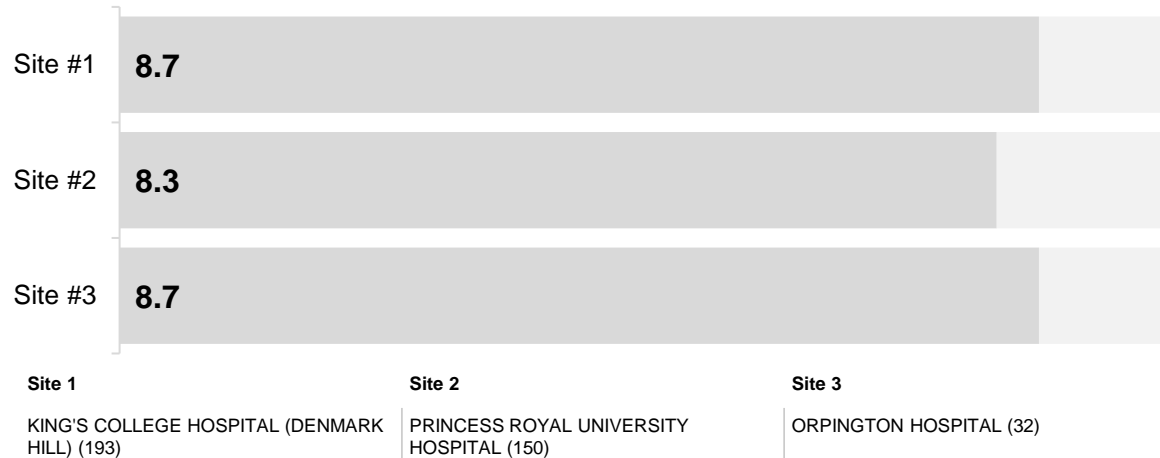 Site #1
8.7
Site #2
8.3
Site #3
8.7
Site 1
KING'S COLLEGE HOSPITAL (DENMARK
HILL) (193)
Site 2
PRINCESS ROYAL UNIVERSITY
HOSPITAL (150)
Site 3
ORPINGTON HOSPITAL (32)